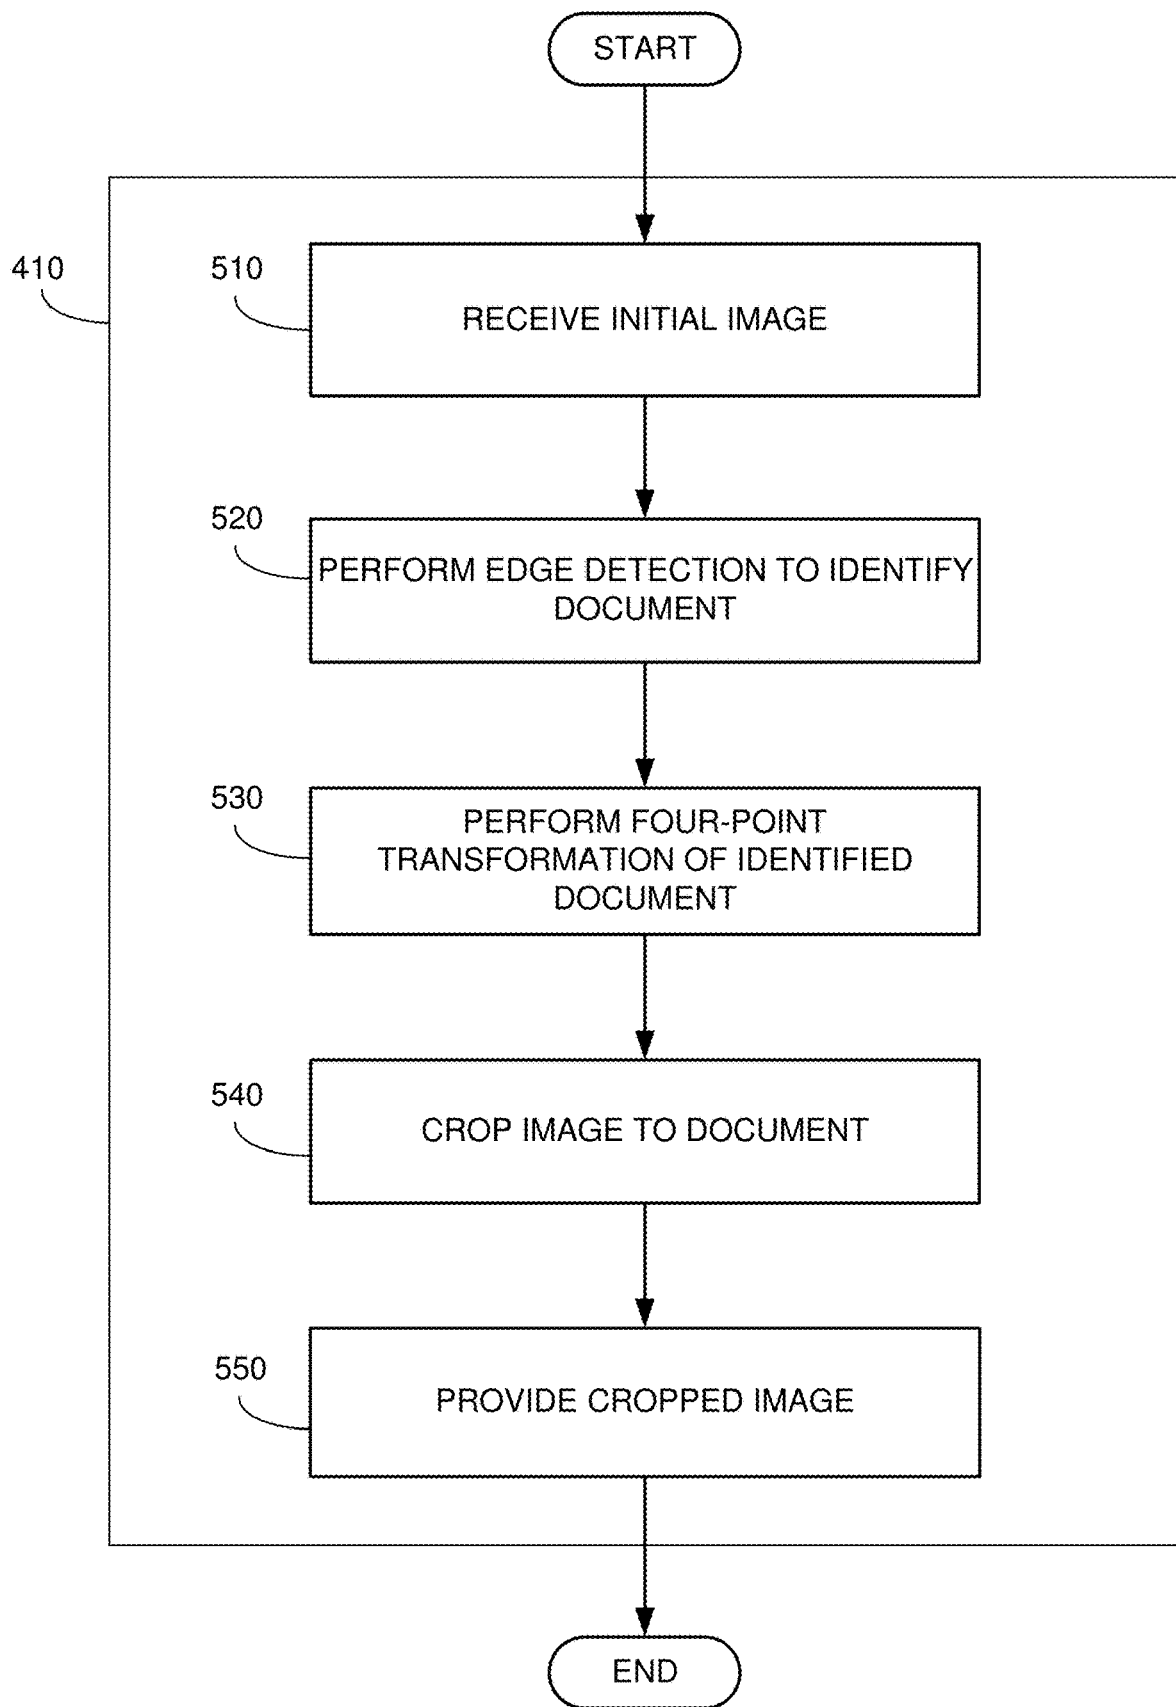 START
410
510
RECEIVE INITIAL IMAGE
520
PERFORM EDGE DETECTION TO IDENTIFY
DOCUMENT
530
PERFORM FOUR-POINT
TRANSFORMATION OF IDENTIFIED
DOCUMENT
540
CROP IMAGE TO DOCUMENT
550
PROVIDE CROPPED IMAGE
END